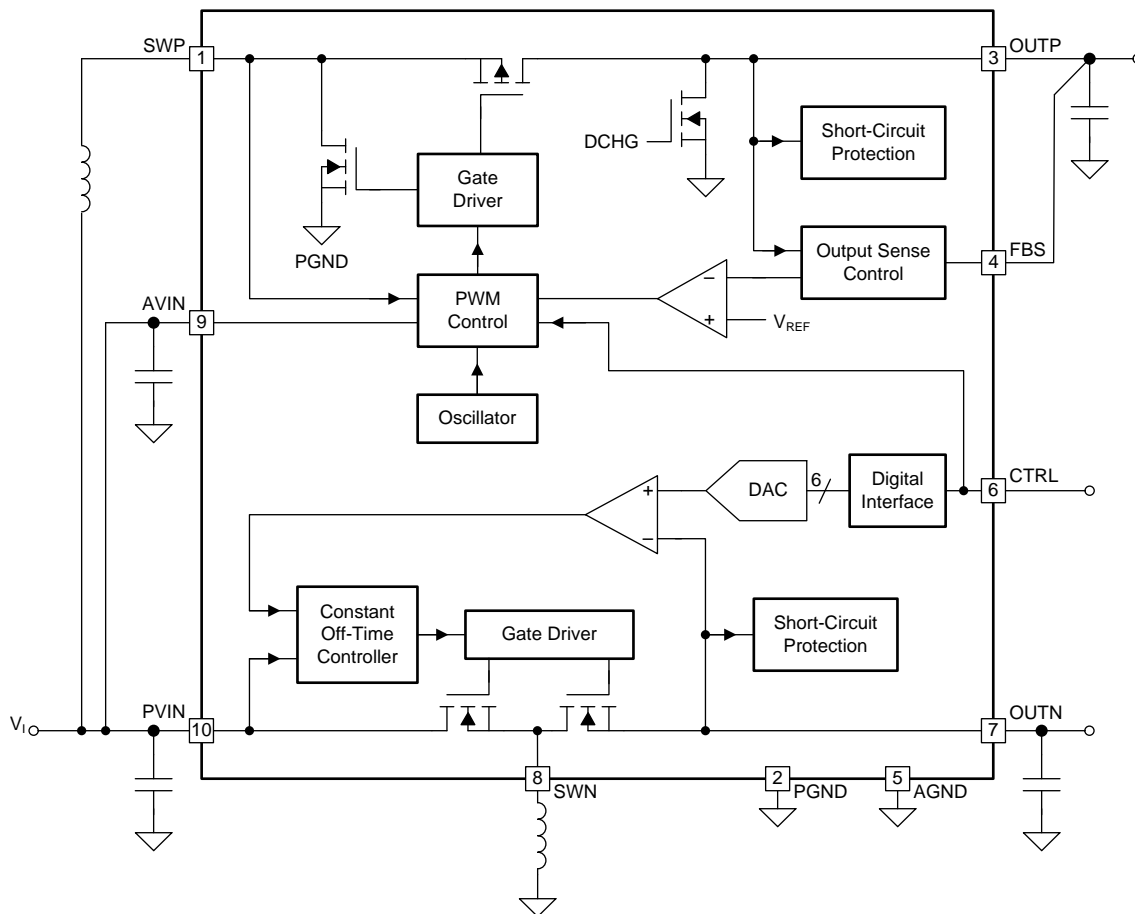 SWP
1
3
OUTP
DCHG
Short-Circuit
Protection
Gate
Driver
PGND
Output Sense
Control
4
FBS
AVIN
9
PWM
Control
−
+
VREF
Oscillator
DAC
6
Digital
Interface
6
CTRL
+
−
Constant
Off-Time
Controller
Gate Driver
Short-Circuit
Protection
VI
PVIN
10
7
OUTN
8
SWN
2
PGND
5
AGND